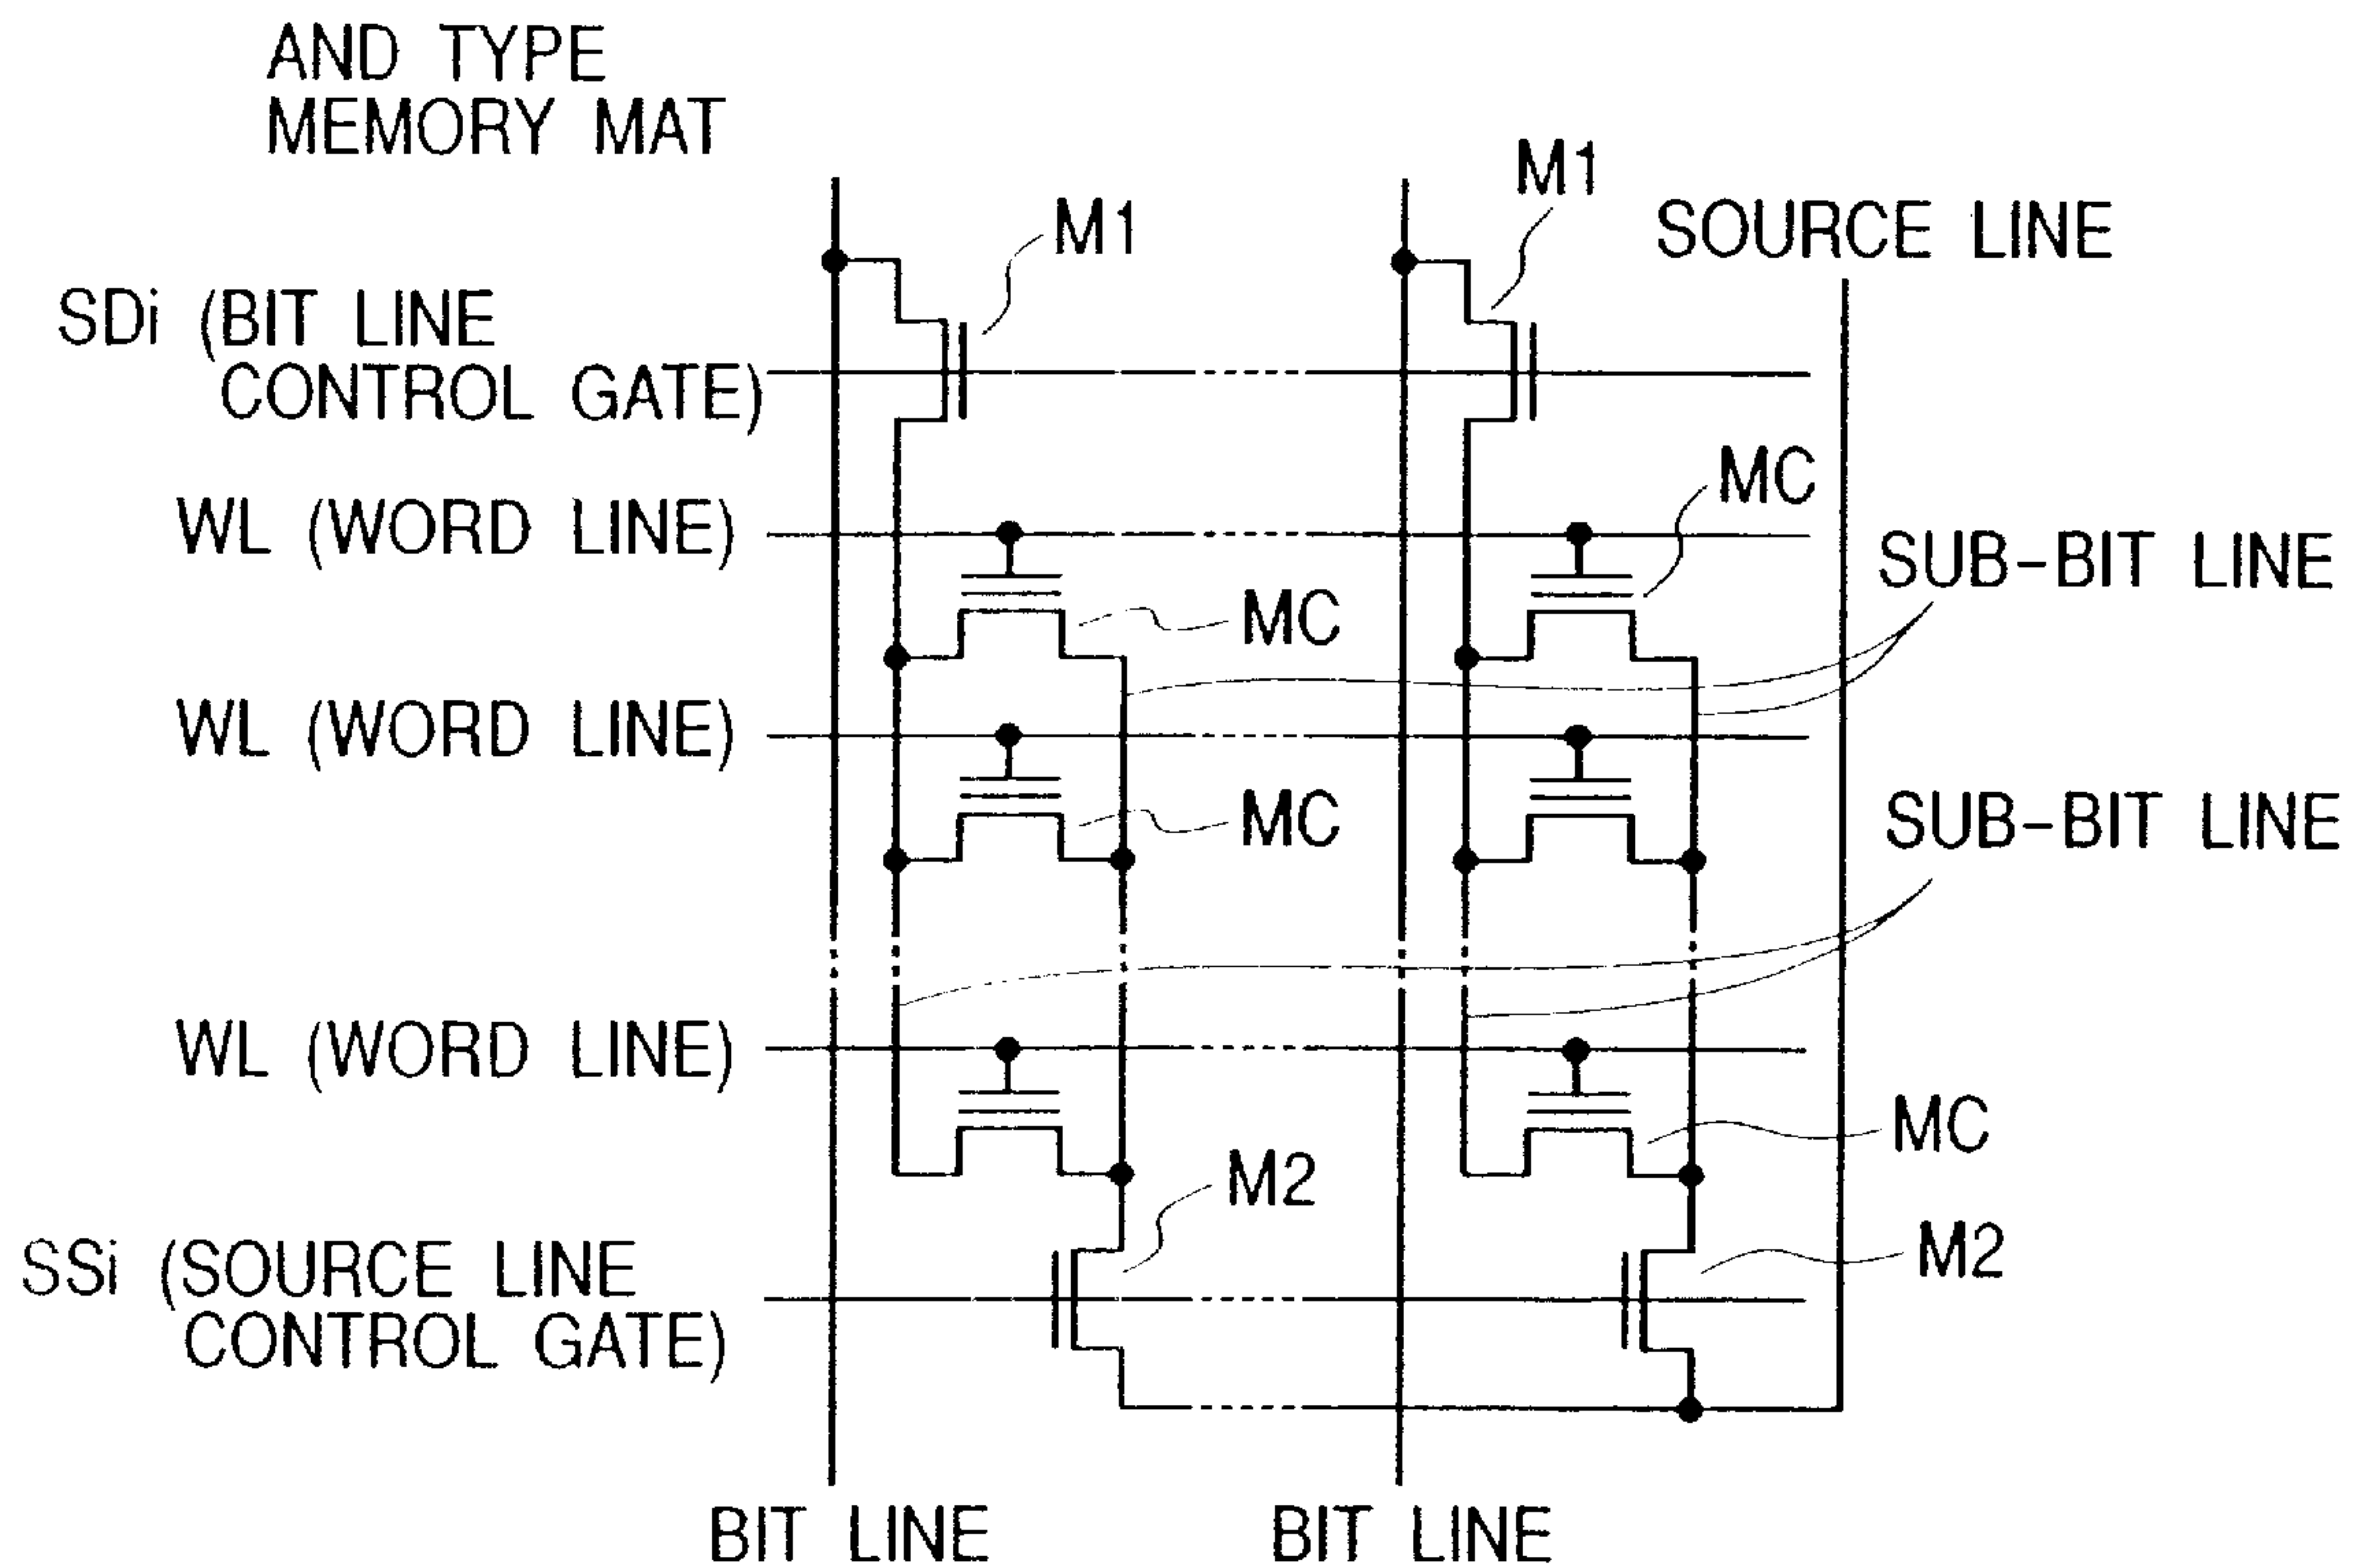 AND TYPE
MEMORY MAT
M1
M1
SOURCE LINE
SDi (BIT LINE
CONTROL GATE)
MC
WL (WORD LINE)
SUB-BIT LINE
MC
WL (WORD LINE)
MC
SUB-BIT LINE
WL (WORD LINE)
MC
M2
SSi (SOURCE LINE
CONTROL GATE)
M2
BIT LINE
BIT LINE